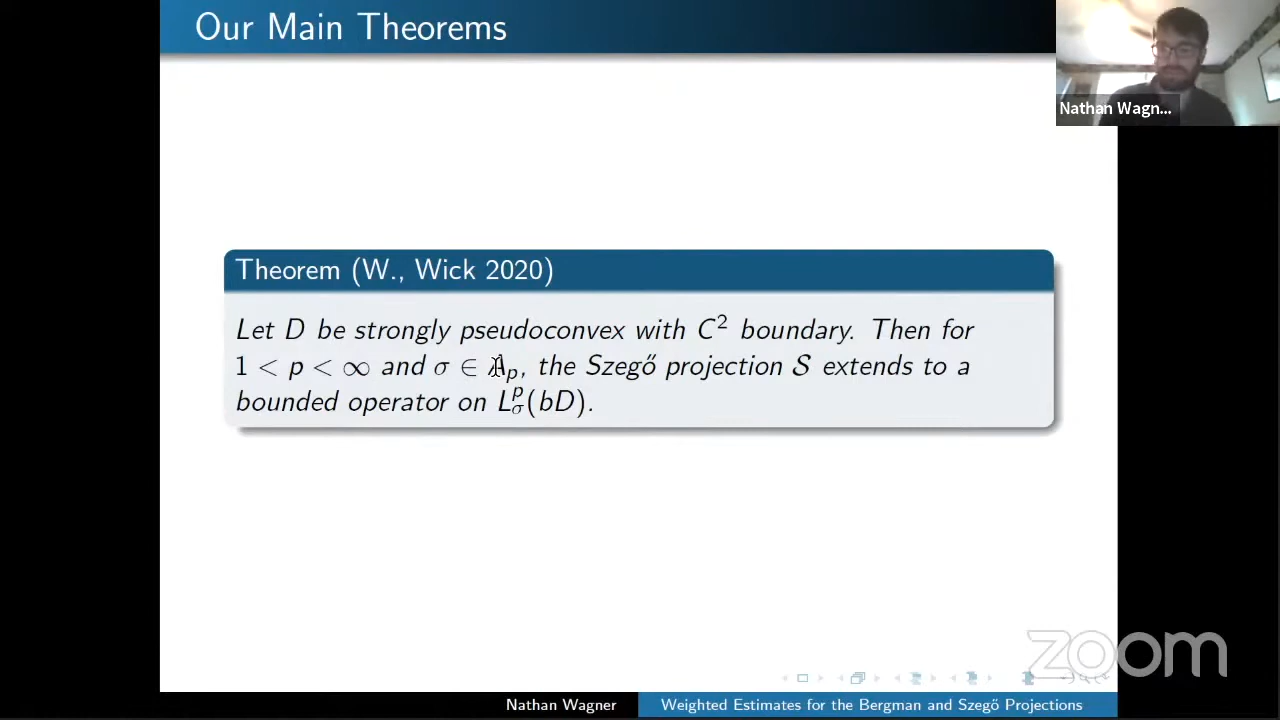 Our Main Theorems
Nathan Wagn...
Theorem (W., Wick 2020)
Let D be strongly pseudoconvex with C² boundary. Then for
1 < p < ∞ and σ ∈ A_p, the Szegő projection 𝒮 extends to a
bounded operator on L^p_σ(bD).
zoom
Nathan Wagner
Weighted Estimates for the Bergman and Szegő Projections